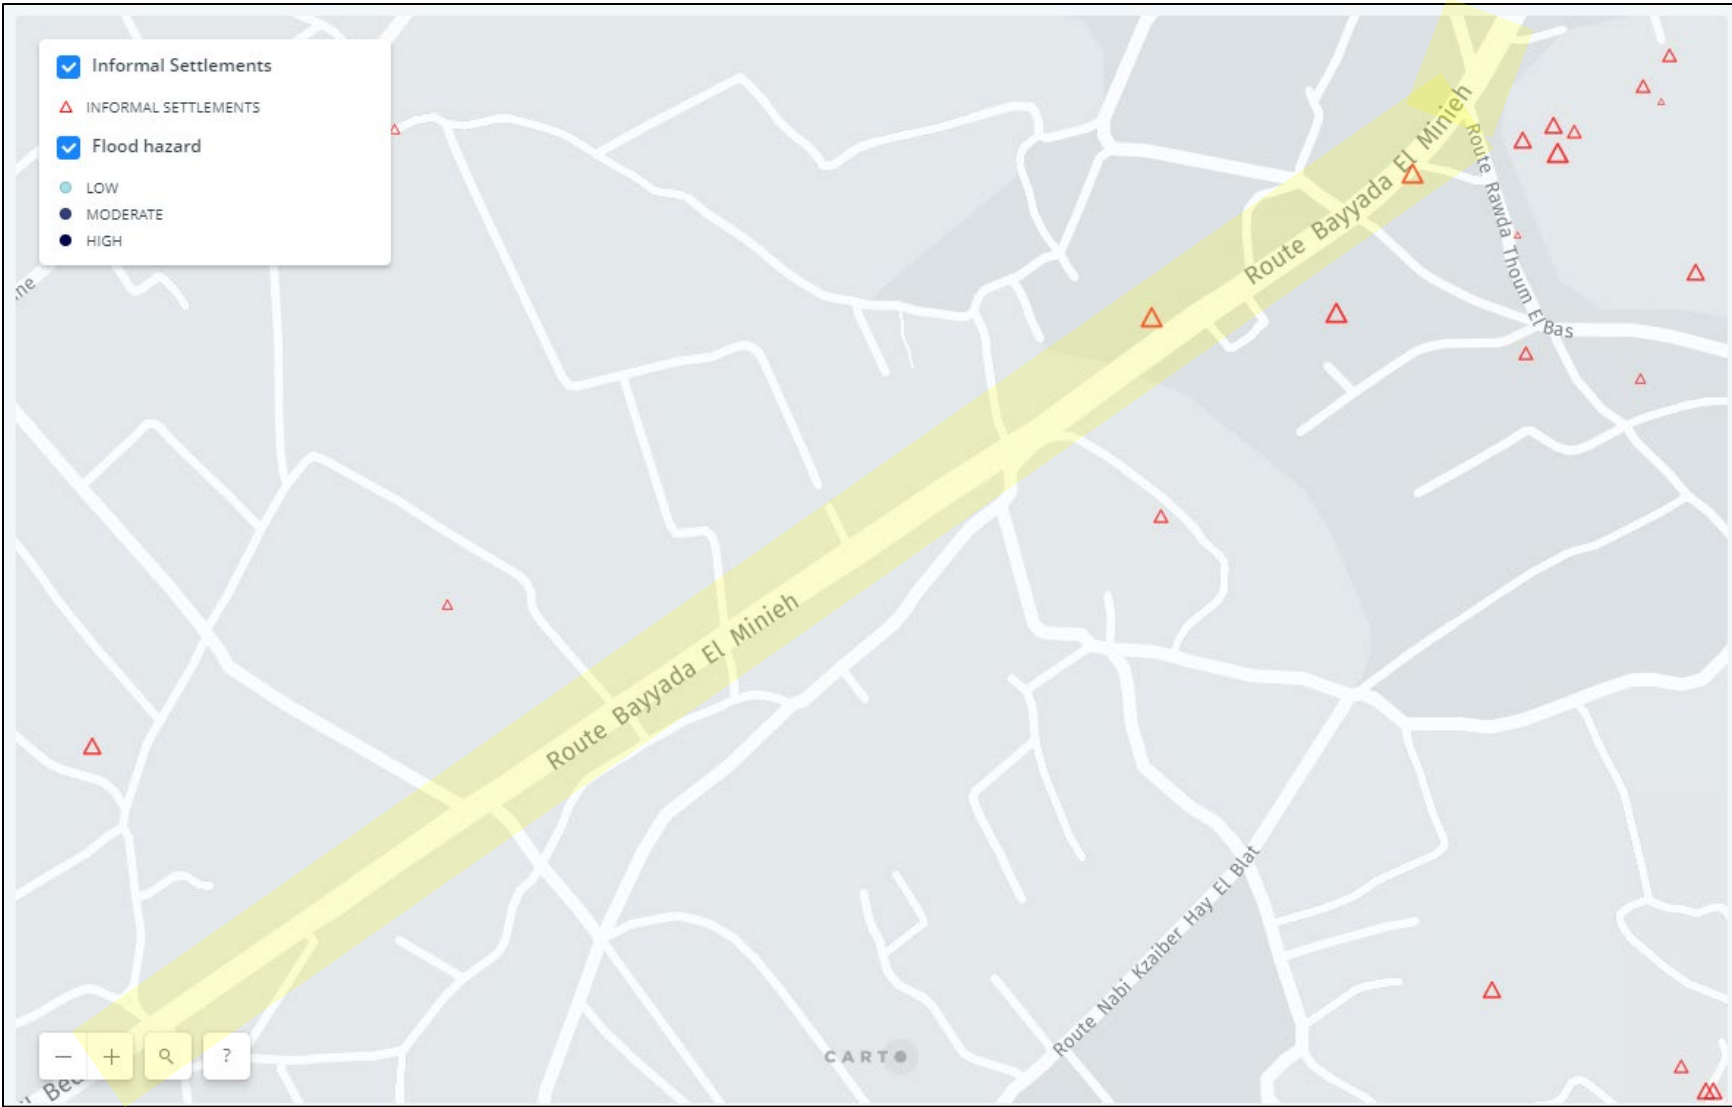 Informal Settlements
INFORMAL SETTLEMENTS
Flood hazard
LOW
MODERATE
HIGH
Route Bayyada El Minieh
Route Rawda Thoum El Bas
Route Bayyada El Minieh
Route Nabi Kzaiber Hay El Blat
?
CARTO